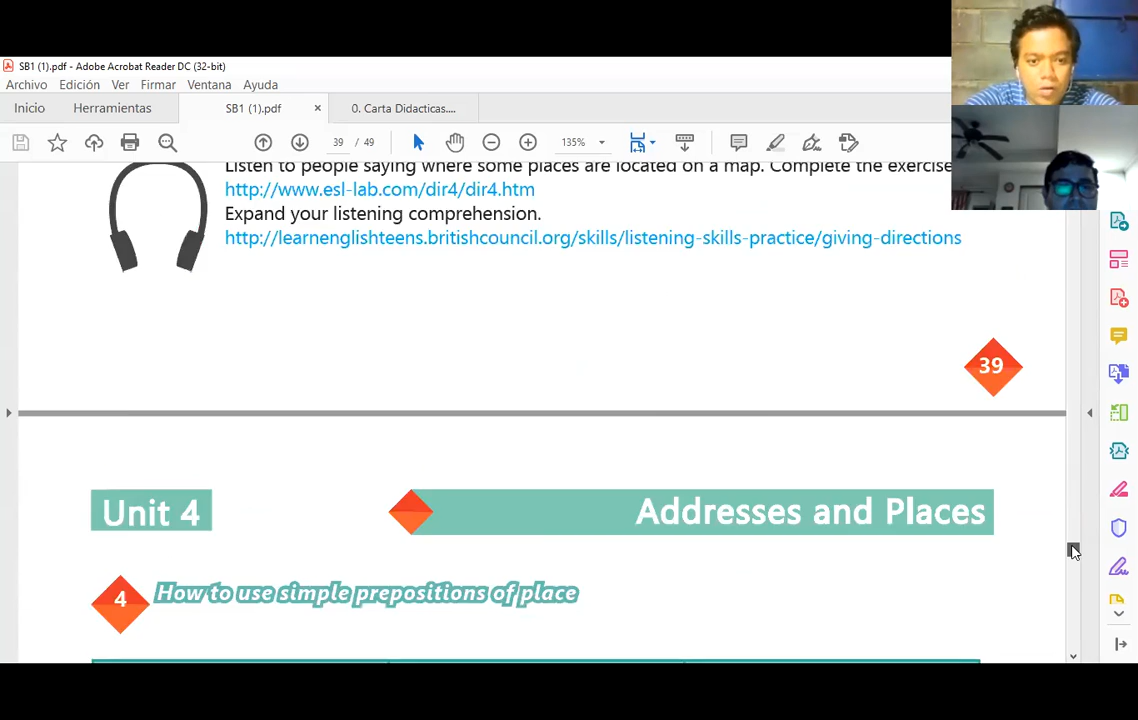 SB1 (1).pdf - Adobe Acrobat Reader DC (32-bit)
Archivo Edición Ver Firmar Ventana Ayuda
Inicio Herramientas SB1 (1).pdf × 0. Carta Didacticas....
39 / 49 135%
Listen to people saying where some places are located on a map. Complete the exercise
http://www.esl-lab.com/dir4/dir4.htm
Expand your listening comprehension.
http://learnenglishteens.britishcouncil.org/skills/listening-skills-practice/giving-directions
39
Unit 4 Addresses and Places
4 How to use simple prepositions of place